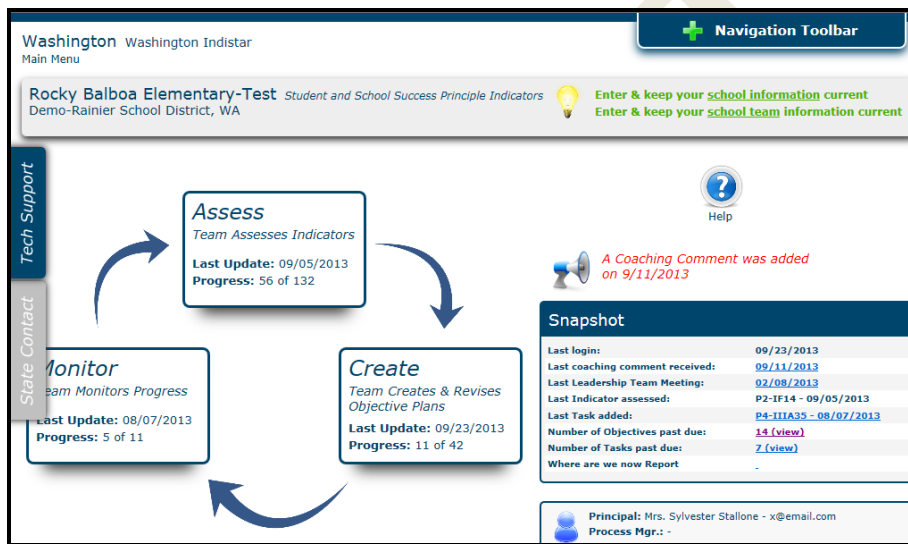 Washington Washington Indistar
Main Menu
Navigation Toolbar
Rocky Balboa Elementary-Test Student and School Success Principle Indicators
Demo-Rainier School District, WA
Enter & keep your school information current
Enter & keep your school team information current
Tech Support
State Contact
Assess
Team Assesses Indicators
Last Update: 09/05/2013
Progress: 56 of 132
Monitor
Team Monitors Progress
Last Update: 08/07/2013
Progress: 5 of 11
Create
Team Creates & Revises
Objective Plans
Last Update: 09/23/2013
Progress: 11 of 42
?
Help
A Coaching Comment was added
on 9/11/2013
Snapshot
Last login: 09/23/2013
Last coaching comment received: 09/11/2013
Last Leadership Team Meeting: 02/08/2013
Last Indicator assessed: P2-IF14 - 09/05/2013
Last Task added: P4-IIIA35 - 08/07/2013
Number of Objectives past due: 14 (view)
Number of Tasks past due: 7 (view)
Where are we now Report
Principal: Mrs. Sylvester Stallone - x@email.com
Process Mgr.: -